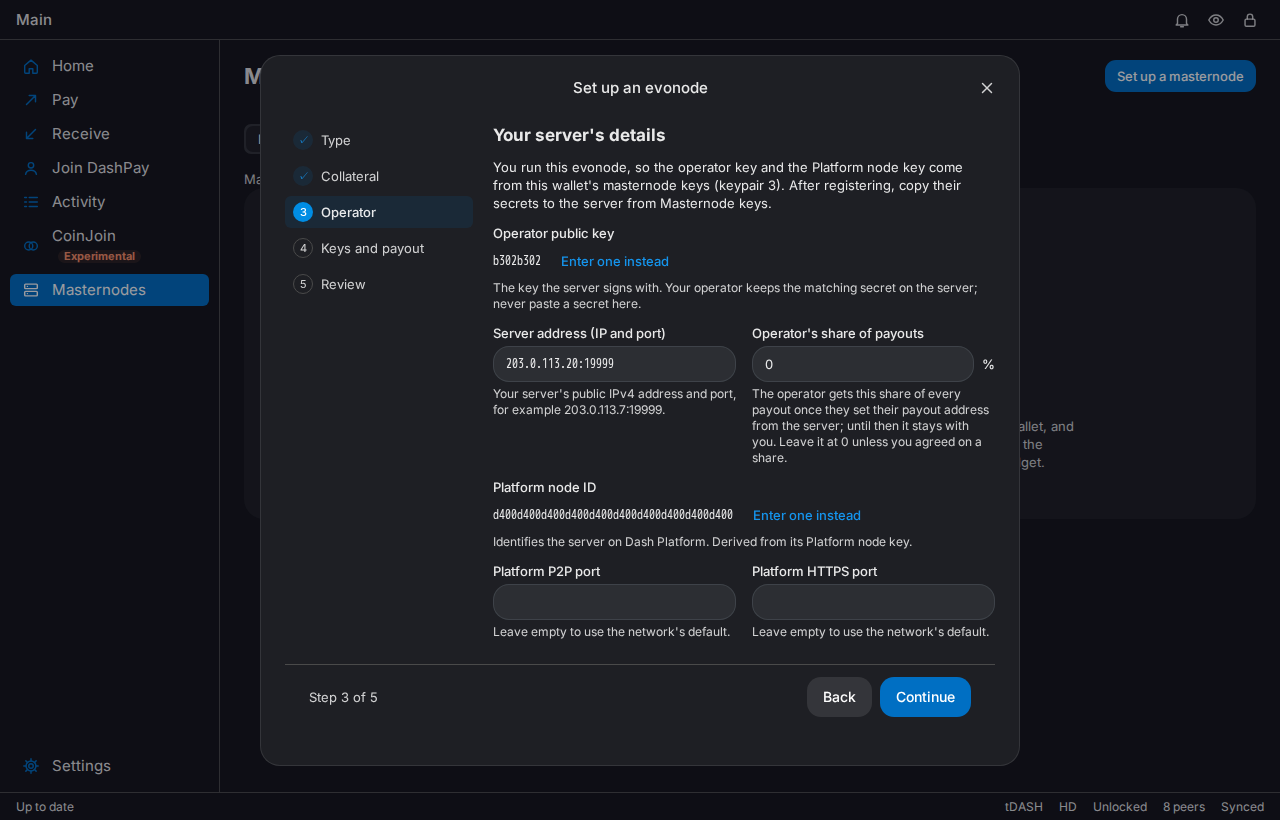 Main
Home
Pay
Receive
Join DashPay
Activity
CoinJoin
Experimental
Masternodes
Settings
Set up a masternode
Set up an evonode
Type
Collateral
3 Operator
4 Keys and payout
5 Review
Your server's details
You run this evonode, so the operator key and the Platform node key come
from this wallet's masternode keys (keypair 3). After registering, copy their
secrets to the server from Masternode keys.
Operator public key
b302b302 Enter one instead
The key the server signs with. Your operator keeps the matching secret on the server;
never paste a secret here.
Server address (IP and port)
203.0.113.20:19999
Your server's public IPv4 address and port,
for example 203.0.113.7:19999.
Operator's share of payouts
0 %
The operator gets this share of every
payout once they set their payout address
from the server; until then it stays with
you. Leave it at 0 unless you agreed on a
share.
Platform node ID
d400d400d400d400d400d400d400d400d400d400 Enter one instead
Identifies the server on Dash Platform. Derived from its Platform node key.
Platform P2P port
Leave empty to use the network's default.
Platform HTTPS port
Leave empty to use the network's default.
Step 3 of 5
Back
Continue
and
the
Up to date
tDASH HD Unlocked 8 peers Synced